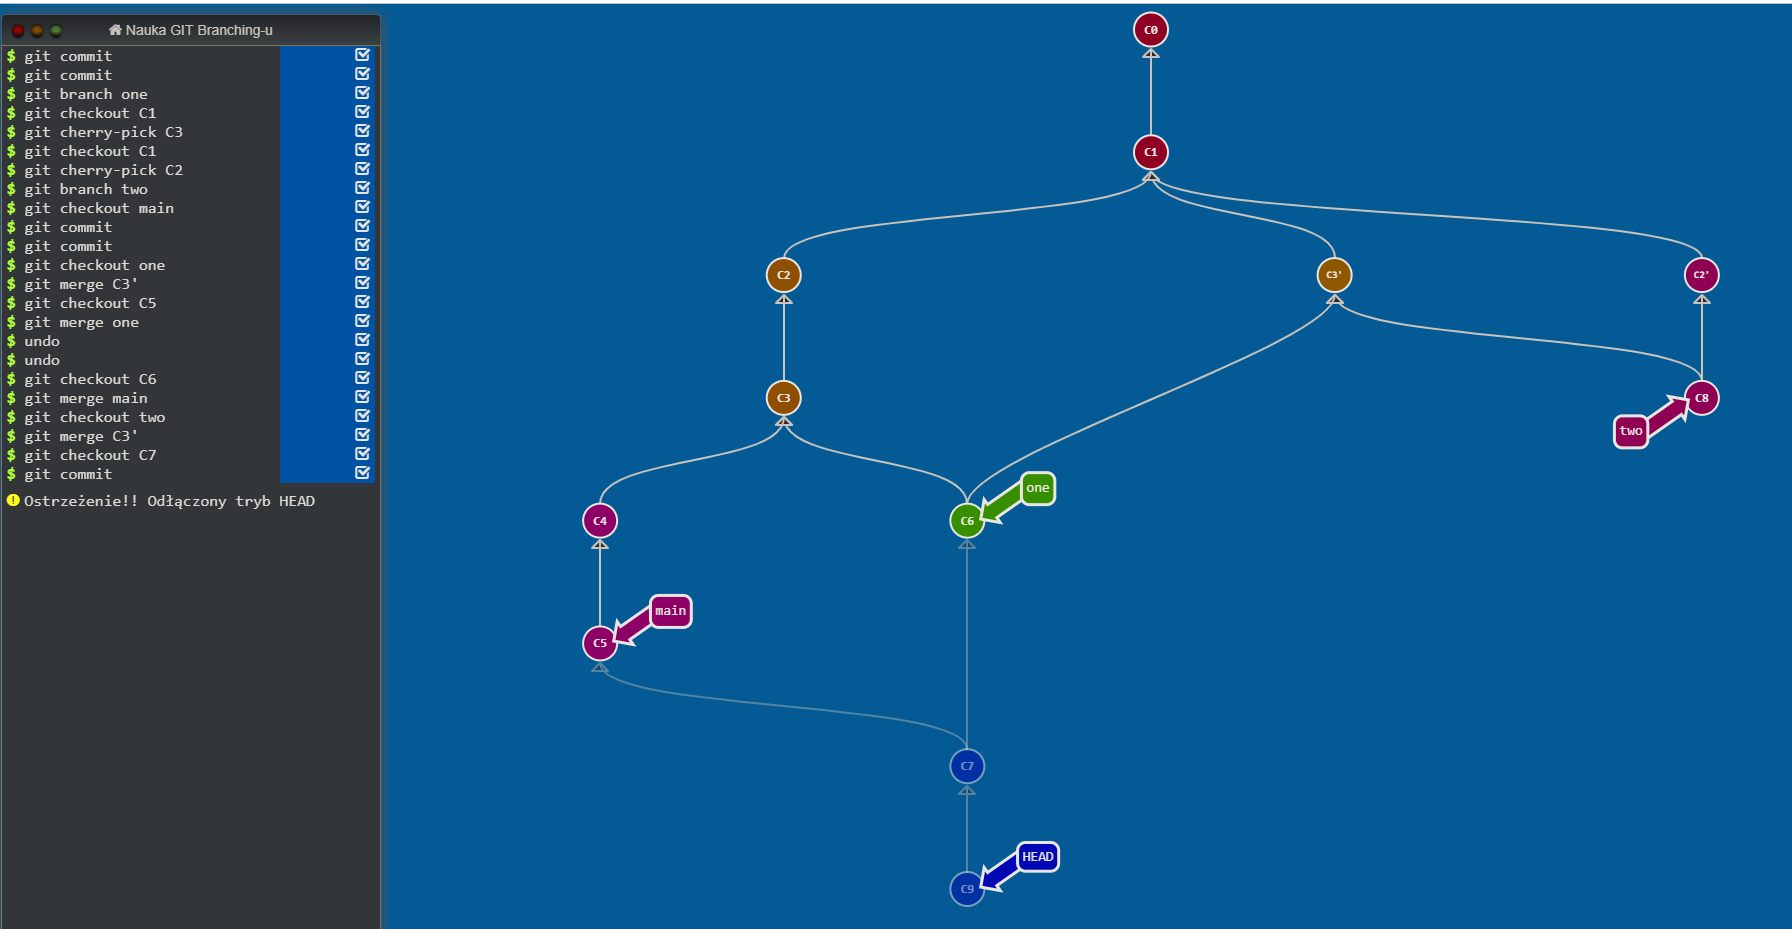 Nauka GIT Branching-u
$ git commit
$ git commit
$ git branch one
$ git checkout C1
$ git cherry-pick C3
$ git checkout C1
$ git cherry-pick C2
$ git branch two
$ git checkout main
$ git commit
$ git commit
$ git checkout one
$ git merge C3'
$ git checkout C5
$ git merge one
$ undo
$ undo
$ git checkout C6
$ git merge main
$ git checkout two
$ git merge C3'
$ git checkout C7
$ git commit
Ostrzeżenie!! Odłączony tryb HEAD
C0
C1
C2
C3'
C2'
C3
C8
two
one
C4
C6
main
C5
C7
HEAD
C9